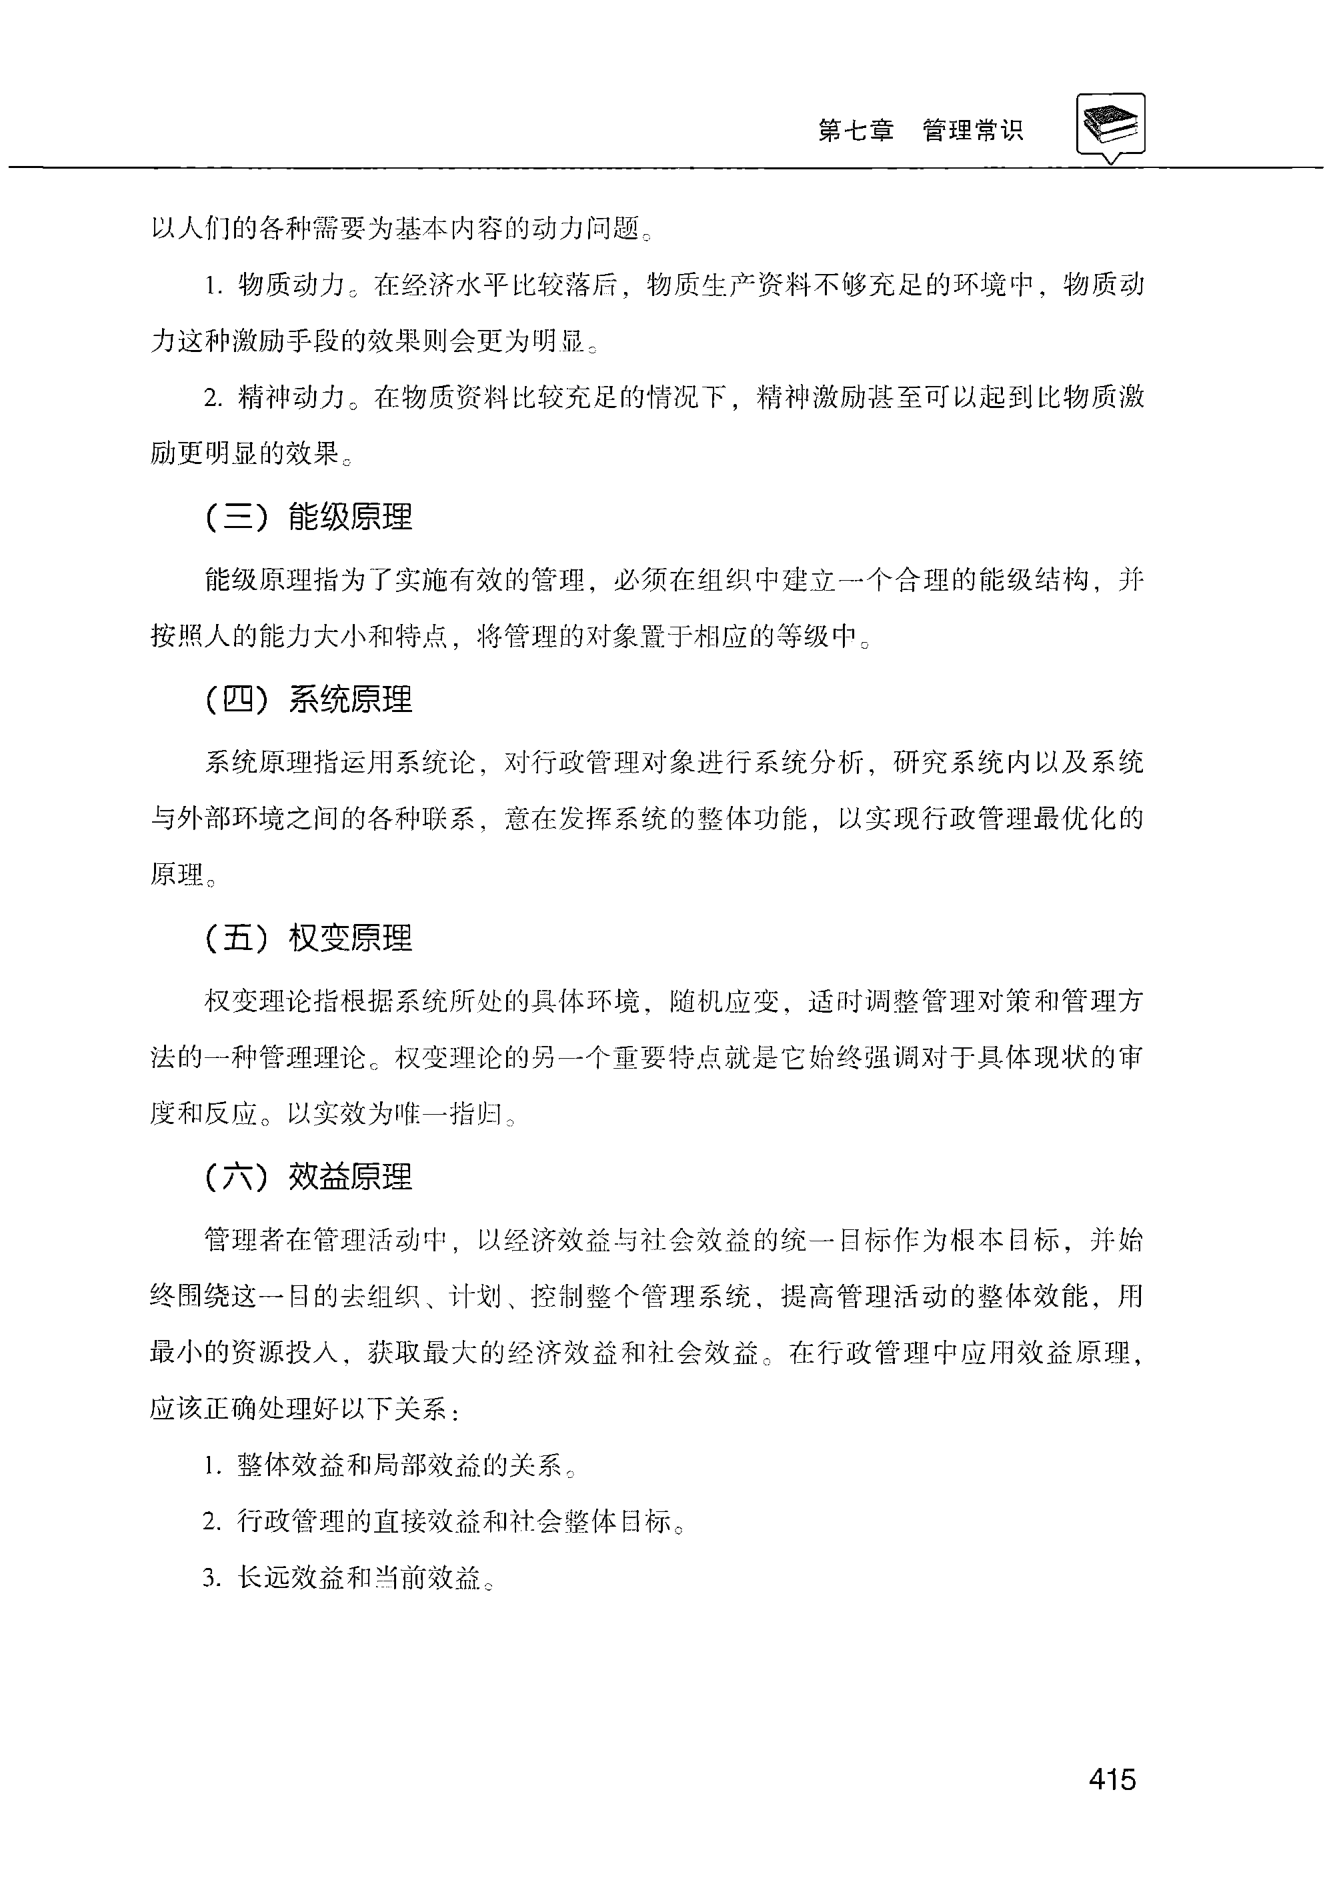 第七章 管理常识
以人们的各种需要为基本内容的动力问题。
1. 物质动力。在经济水平比较落后，物质生产资料不够充足的环境中，物质动
力这种激励手段的效果则会更为明显。
2. 精神动力。在物质资料比较充足的情况下，精神激励甚至可以起到比物质激
励更明显的效果。
（三）能级原理
能级原理指为了实施有效的管理，必须在组织中建立一个合理的能级结构，并
按照人的能力大小和特点，将管理的对象置于相应的等级中。
（四）系统原理
系统原理指运用系统论，对行政管理对象进行系统分析，研究系统内以及系统
与外部环境之间的各种联系，意在发挥系统的整体功能，以实现行政管理最优化的
原理。
（五）权变原理
权变理论指根据系统所处的具体环境，随机应变，适时调整管理对策和管理方
法的一种管理理论。权变理论的另一个重要特点就是它始终强调对于具体现状的审
度和反应。以实效为唯一指归。
（六）效益原理
管理者在管理活动中，以经济效益与社会效益的统一目标作为根本目标，并始
终围绕这一目的去组织、计划、控制整个管理系统，提高管理活动的整体效能，用
最小的资源投入，获取最大的经济效益和社会效益。在行政管理中应用效益原理，
应该正确处理好以下关系：
1. 整体效益和局部效益的关系。
2. 行政管理的直接效益和社会整体目标。
3. 长远效益和当前效益。
415